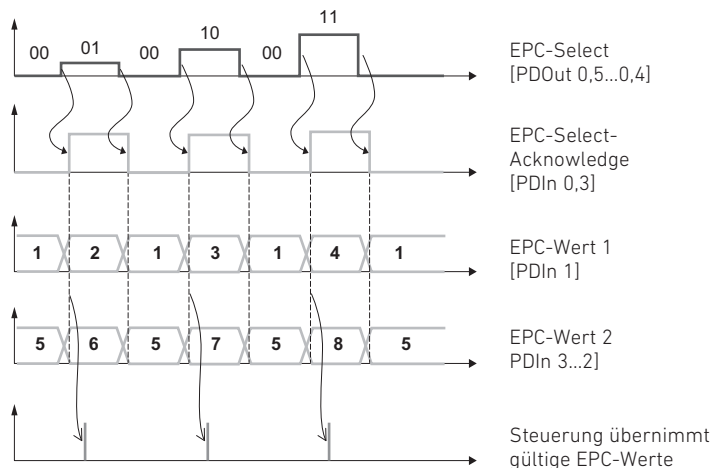 00 01 00 10 00 11
EPC-Select
[PDOut 0,5...0,4]
EPC-Select-
Acknowledge
[PDIn 0,3]
1 2 1 3 1 4 1
EPC-Wert 1
[PDIn 1]
5 6 5 7 5 8 5
EPC-Wert 2
PDIn 3...2]
Steuerung übernimmt
gültige EPC-Werte